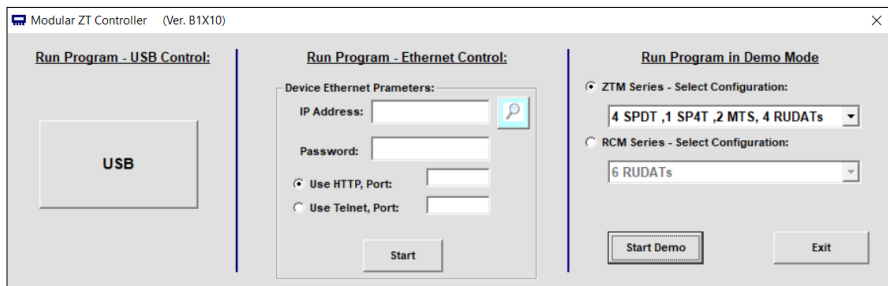 Modular ZT Controller (Ver. B1X10)
Run Program - USB Control:
USB
Run Program - Ethernet Control:
Device Ethernet Prameters:
IP Address:
Password:
Use HTTP, Port:
Use Telnet, Port:
Start
Run Program in Demo Mode
ZTM Series - Select Configuration:
4 SPDT ,1 SP4T ,2 MTS, 4 RUDATs
RCM Series - Select Configuration:
6 RUDATs
Start Demo
Exit